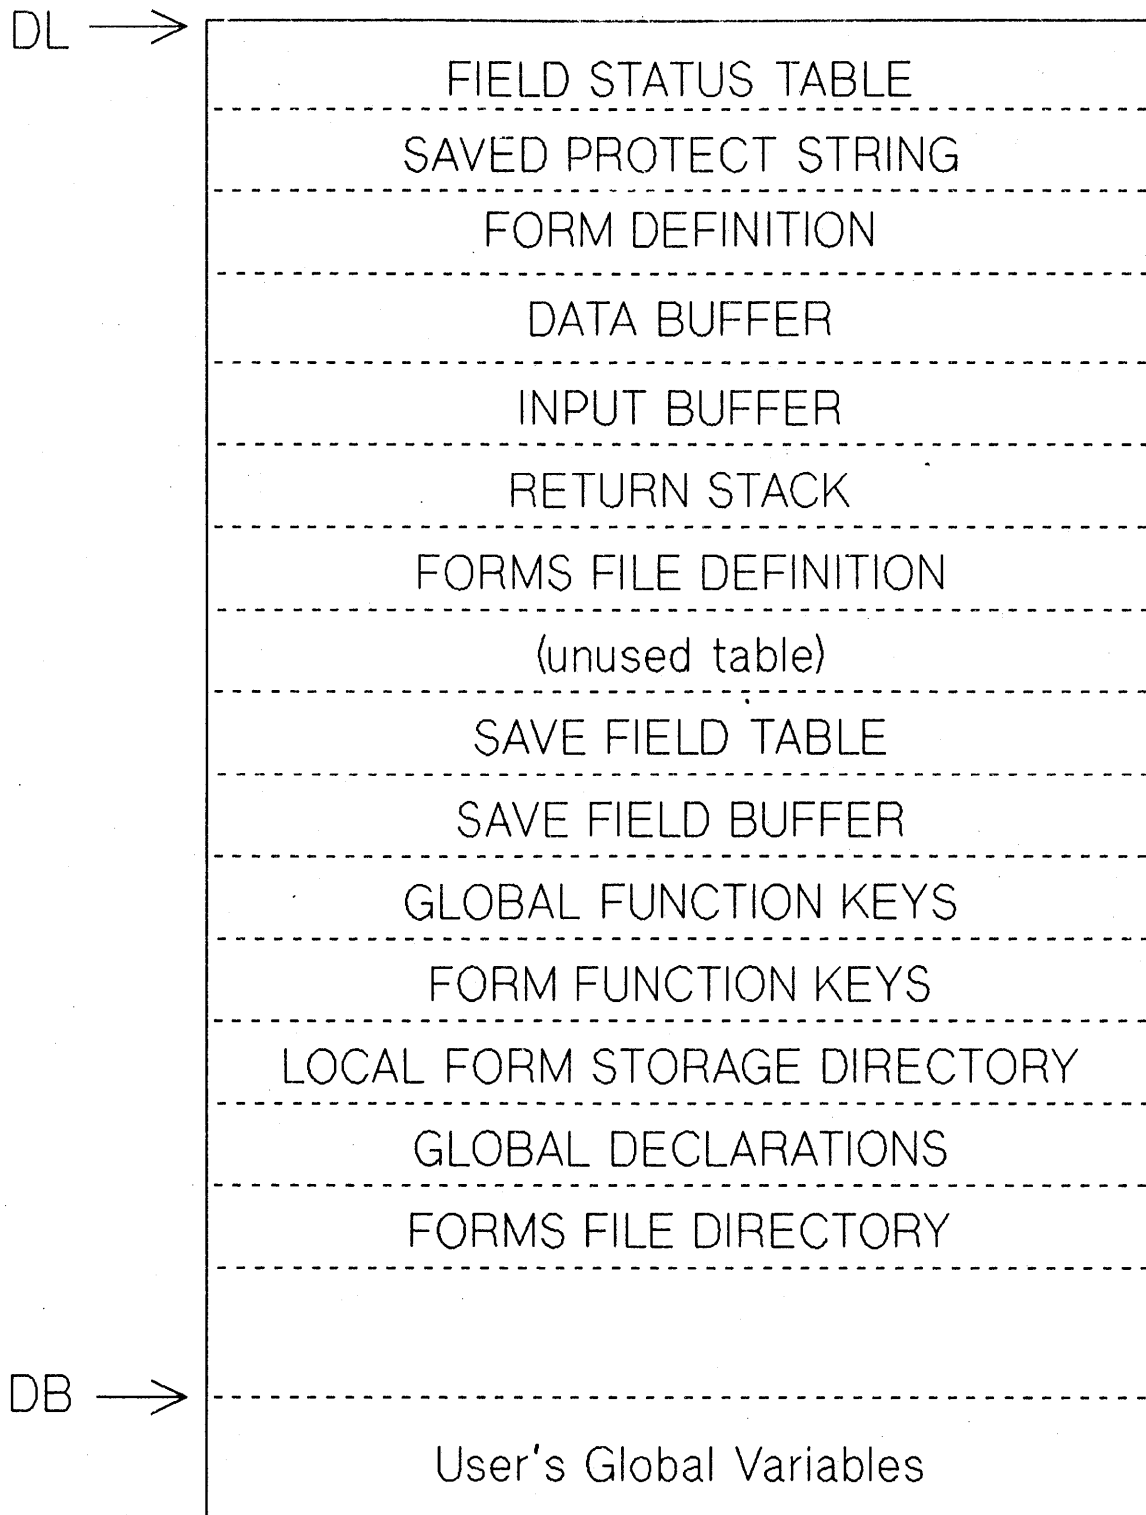 DL
FIELD STATUS TABLE
SAVED PROTECT STRING
FORM DEFINITION
DATA BUFFER
INPUT BUFFER
RETURN STACK
FORMS FILE DEFINITION
(unused table)
SAVE FIELD TABLE
SAVE FIELD BUFFER
GLOBAL FUNCTION KEYS
FORM FUNCTION KEYS
LOCAL FORM STORAGE DIRECTORY
GLOBAL DECLARATIONS
FORMS FILE DIRECTORY
DB
User's Global Variables